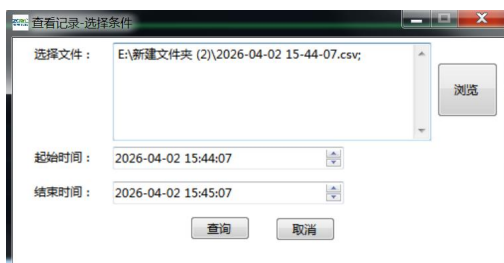 查看记录-选择条件
选择文件：
E:\新建文件夹 (2)\2026-04-02 15-44-07.csv;
浏览
起始时间：
2026-04-02 15:44:07
结束时间：
2026-04-02 15:45:07
查询
取消